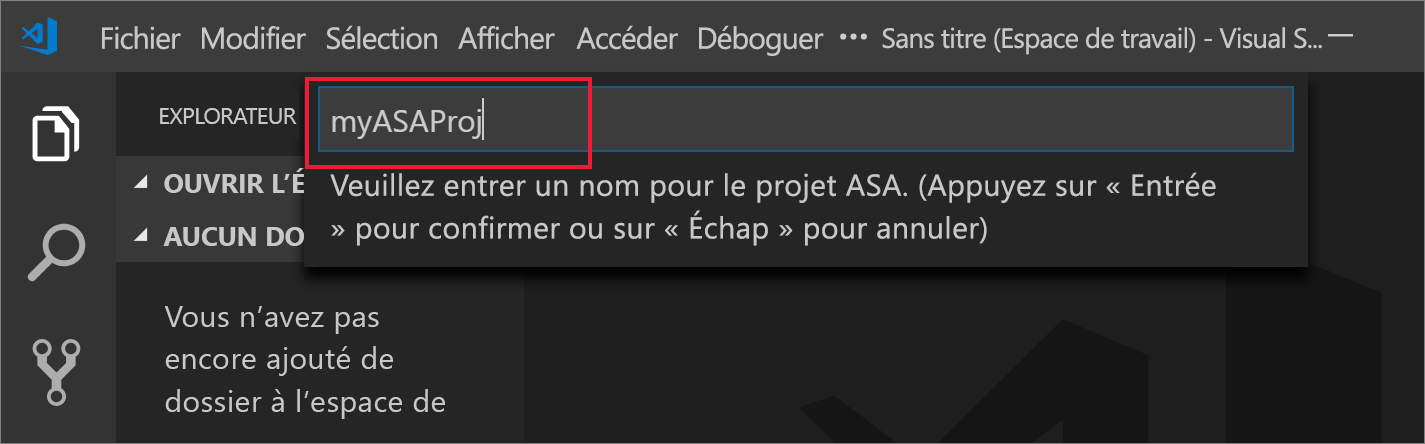 Fichier Modifier Sélection Afficher Accéder Déboguer ••• Sans titre (Espace de travail) - Visual S...
EXPLORATEUR
myASAProj
Veuillez entrer un nom pour le projet ASA. (Appuyez sur « Entrée
» pour confirmer ou sur « Échap » pour annuler)
OUVRIR L’É
AUCUN DO
Vous n’avez pas
encore ajouté de
dossier à l’espace de